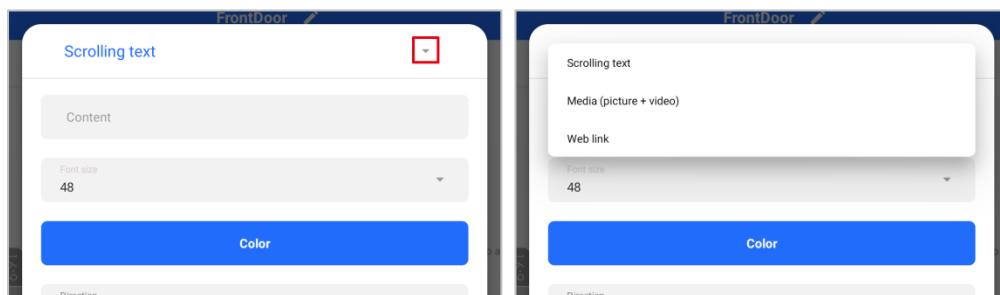 FrontDoor
Scrolling text
Content
Font size
48
Color
Direction
FrontDoor
Scrolling text
Media (picture + video)
Web link
Font size
48
Color
Direction